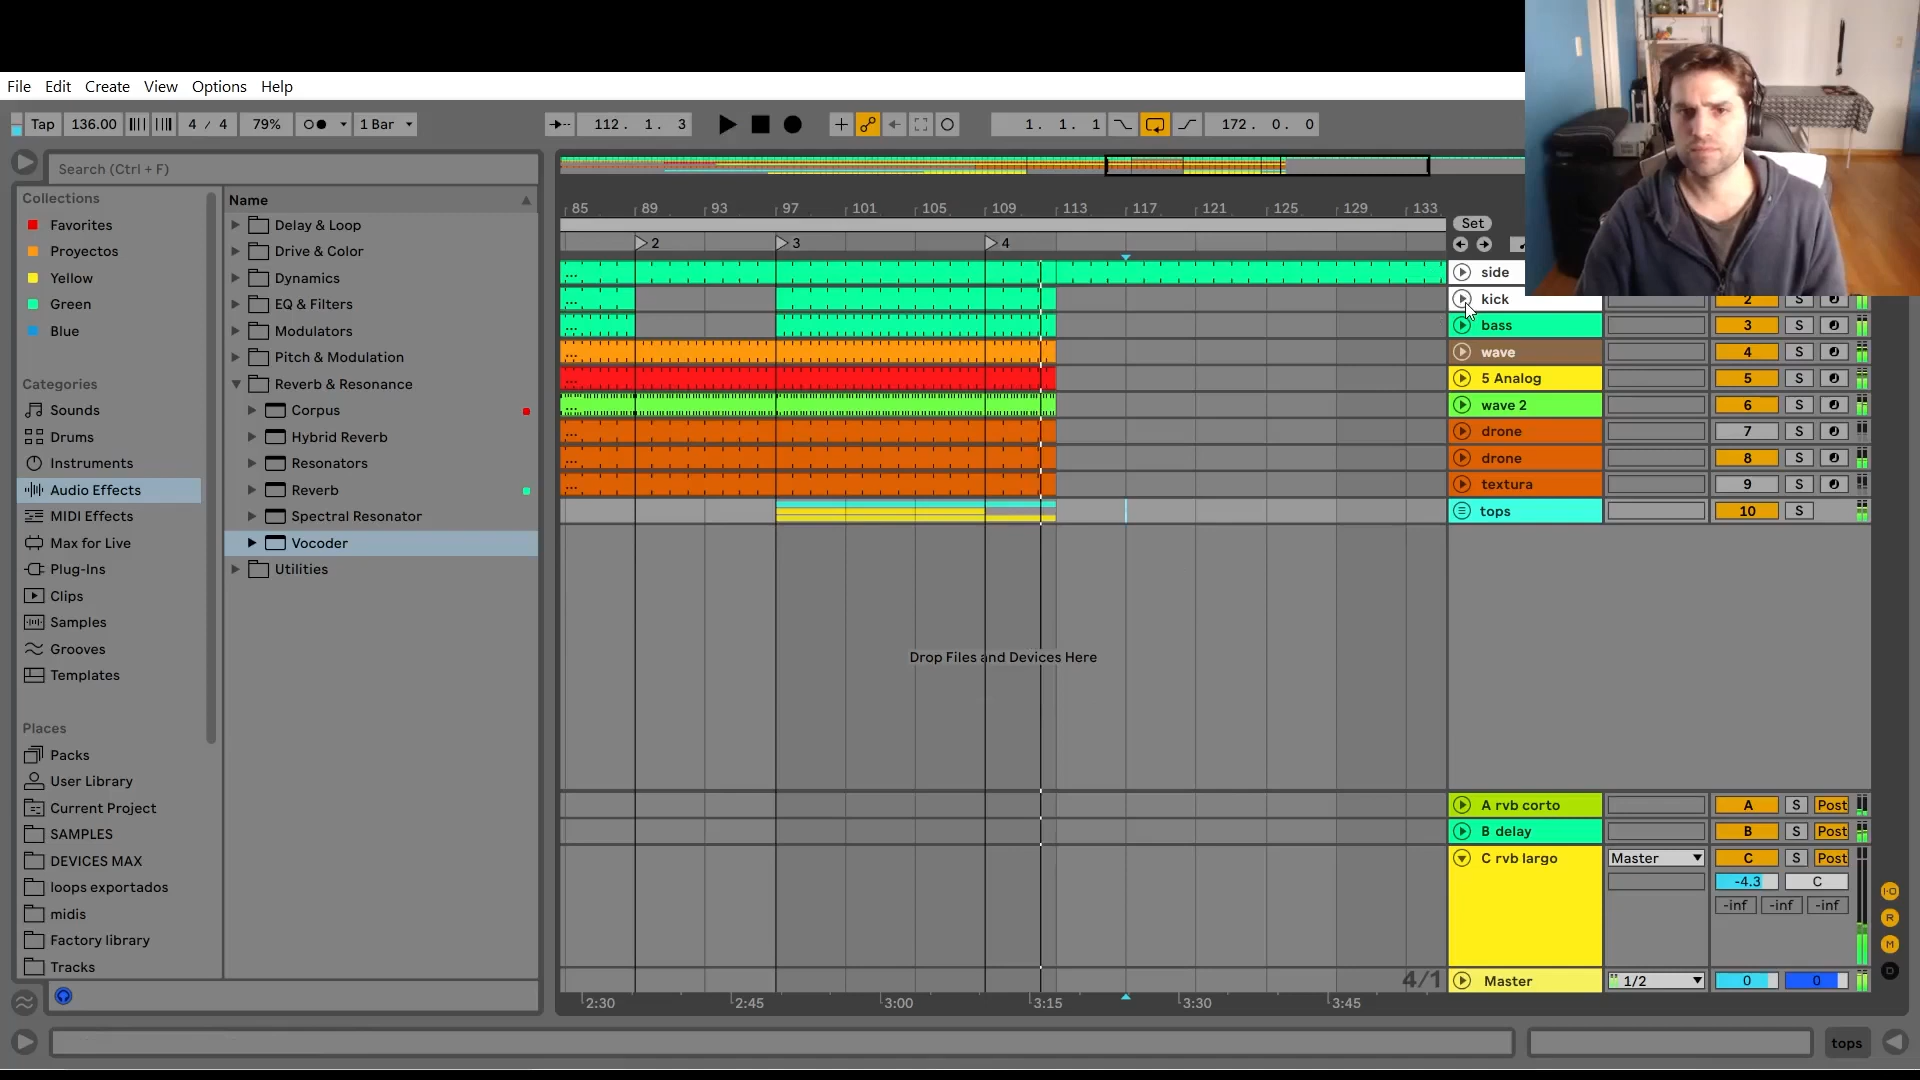 File Edit Create View Options Help
Tap 136.00 4 / 4 79% 1 Bar 112. 1. 3 1. 1. 1 172. 0. 0
Search (Ctrl + F)
Collections
Favorites
Proyectos
Yellow
Green
Blue
Categories
Sounds
Drums
Instruments
Audio Effects
MIDI Effects
Max for Live
Plug-Ins
Clips
Samples
Grooves
Templates
Places
Packs
User Library
Current Project
SAMPLES
DEVICES MAX
loops exportados
midis
Factory library
Tracks
Name
Delay & Loop
Drive & Color
Dynamics
EQ & Filters
Modulators
Pitch & Modulation
Reverb & Resonance
Corpus
Hybrid Reverb
Resonators
Reverb
Spectral Resonator
Vocoder
Utilities
85 89 93 97 101 105 109 113 117 121 125 129 133
Set
2 3 4
side
kick 2 S
bass 3 S
wave 4 S
5 Analog 5 S
wave 2 6 S
drone 7 S
drone 8 S
textura 9 S
tops 10 S
Drop Files and Devices Here
A rvb corto A S Post
B delay B S Post
C rvb largo Master C S Post
-4.3 C
-inf -inf -inf
4/1 Master 1/2 0 0
2:30 2:45 3:00 3:15 3:30 3:45
I·O
R
M
D
tops